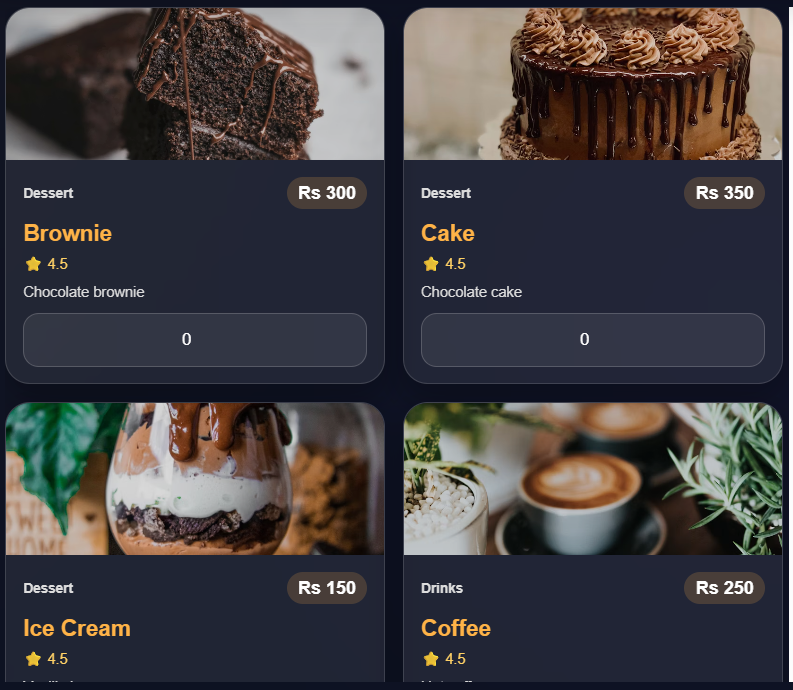 Dessert
Rs 300
Brownie
4.5
Chocolate brownie
0
Dessert
Rs 350
Cake
4.5
Chocolate cake
0
Dessert
Rs 150
Ice Cream
4.5
Drinks
Rs 250
Coffee
4.5